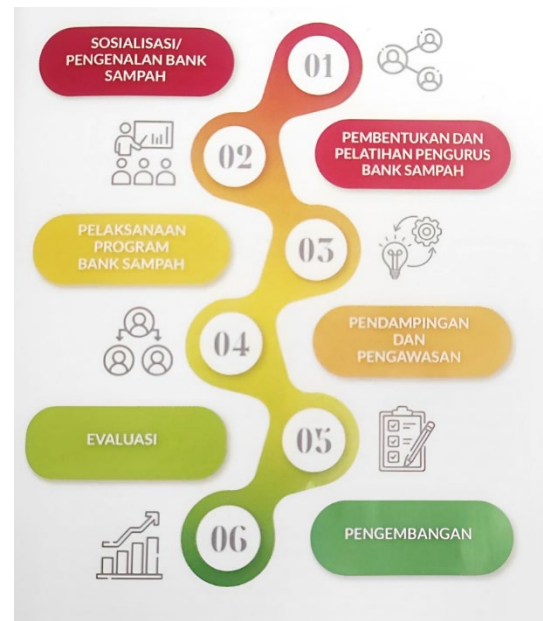 SOSIALISASI/
PENGENALAN BANK
SAMPAH
01
02
PEMBENTUKAN DAN
PELATIHAN PENGURUS
BANK SAMPAH
PELAKSANAAN
PROGRAM
BANK SAMPAH
03
04
PENDAMPINGAN
DAN
PENGAWASAN
EVALUASI
05
06
PENGEMBANGAN